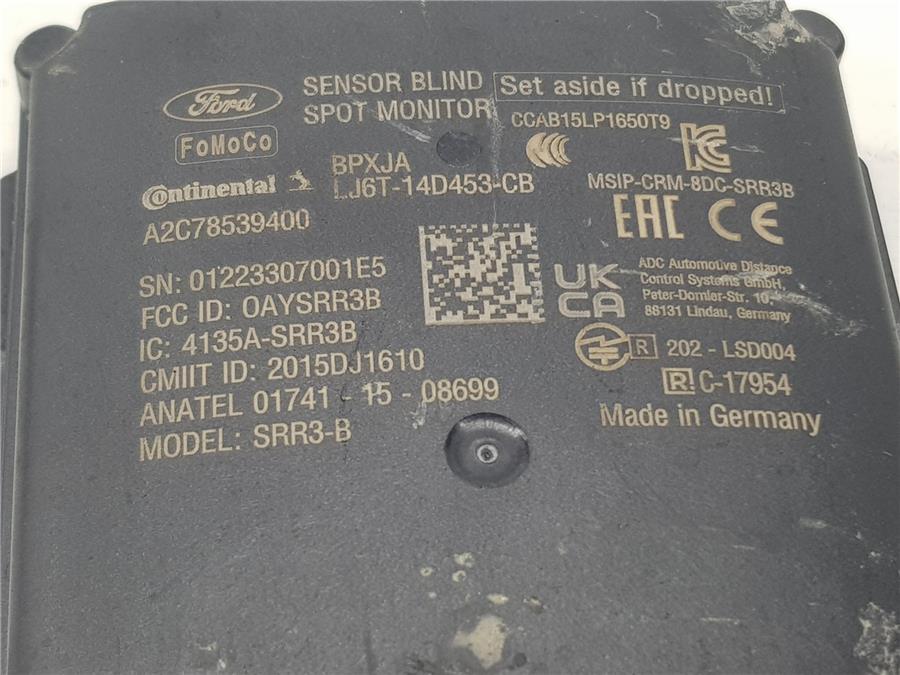 Ford
SENSOR BLIND
SPOT MONITOR
Set aside if dropped!
FoMoCo
CCAB15LP1650T9
CCC
KC
Continental
BPXJA
LJ6T-14D453-CB
MSIP-CRM-8DC-SRR3B
A2C78539400
EAC CE
SN: 01223307001E5
FCC ID: OAYSRR3B
IC: 4135A-SRR3B
CMIIT ID: 2015DJ1610
ANATEL 01741 - 15 - 08699
MODEL: SRR3-B
UK
CA
ADC Automotive Distance
Control Systems GmbH,
Peter-Dornier-Str. 10,
88131 Lindau, Germany
R 202 - LSD004
R C-17954
Made in Germany